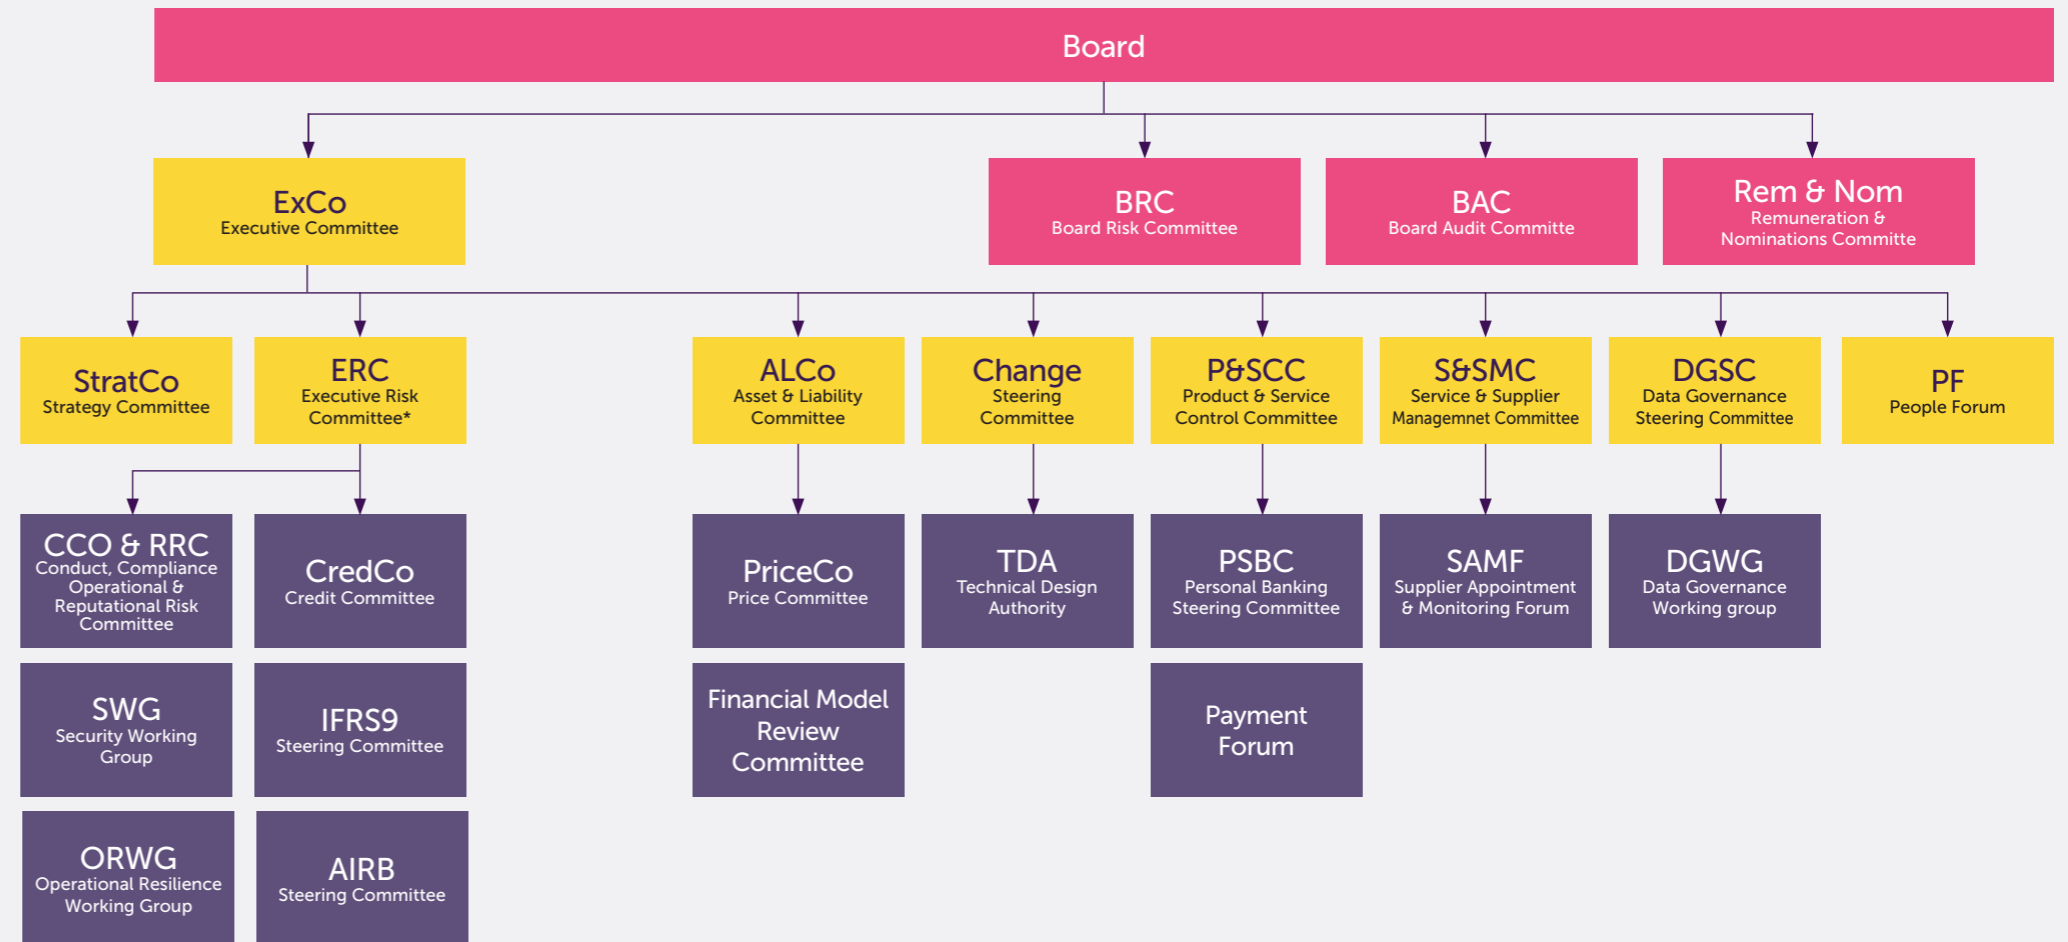 Board
ExCo
Executive Committee
BRC
Board Risk Committee
BAC
Board Audit Committe
Rem & Nom
Remuneration &
Nominations Committe
StratCo
Strategy Committee
ERC
Executive Risk
Committee*
ALCo
Asset & Liability
Committee
Change
Steering
Committee
P&SCC
Product & Service
Control Committee
S&SMC
Service & Supplier
Managemnet Committee
DGSC
Data Governance
Steering Committee
PF
People Forum
CCO & RRC
Conduct, Compliance
Operational &
Reputational Risk
Committee
CredCo
Credit Committee
PriceCo
Price Committee
TDA
Technical Design
Authority
PSBC
Personal Banking
Steering Committee
SAMF
Supplier Appointment
& Monitoring Forum
DGWG
Data Governance
Working group
SWG
Security Working
Group
IFRS9
Steering Committee
Financial Model
Review
Committee
Payment
Forum
ORWG
Operational Resilience
Working Group
AIRB
Steering Committee